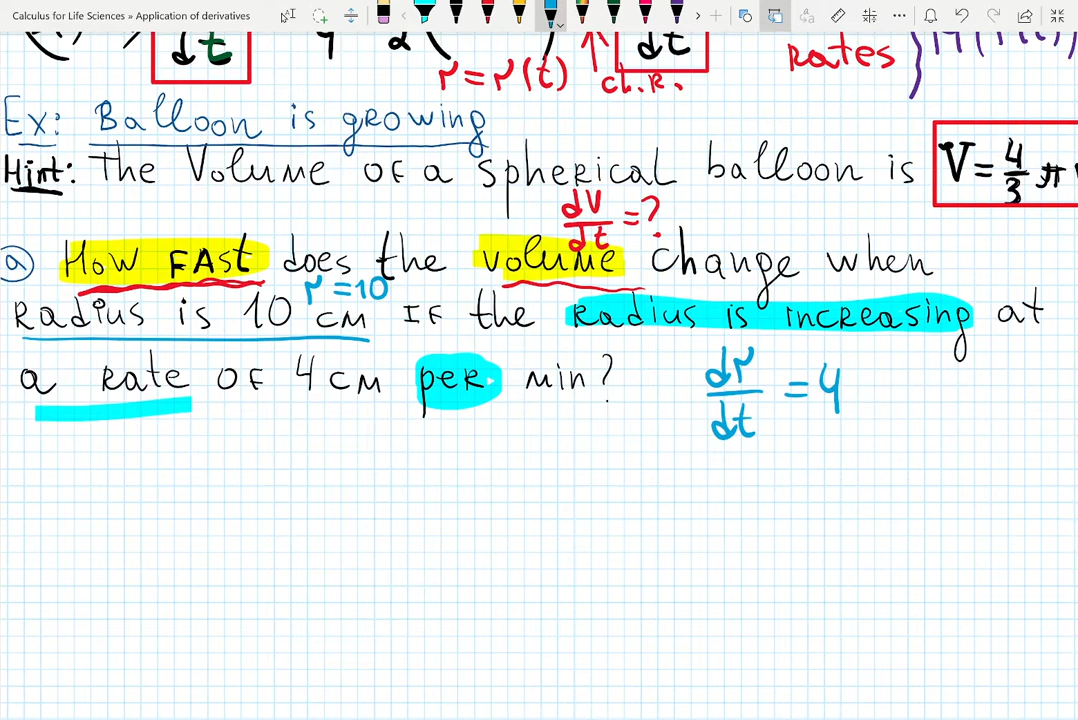 Calculus for Life Sciences » Application of derivatives
dt 4 2 dt
r = r(t) ch.R. rates
Ex: Balloon is growing
Hint: The Volume of a spherical balloon is V = 4/3 π
dV/dt = ?
a) How FAst does the volume change when
r = 10
Radius is 10 cm IF the radius is increasing at
a Rate of 4 cm per min? dr/dt = 4